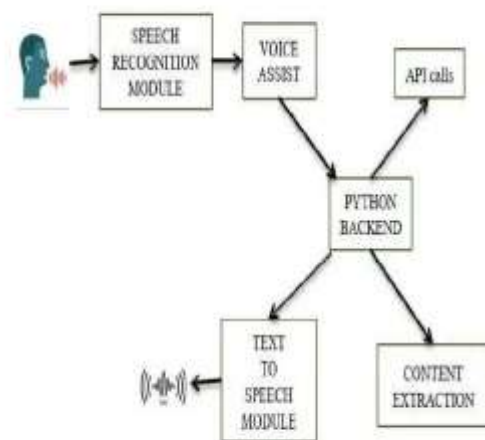 SPEECH
RECOGNITION
MODULE
VOICE
ASSIST
API calls
PYTHON
BACKEND
TEXT
TO
SPEECH
MODULE
CONTENT
EXTRACTION